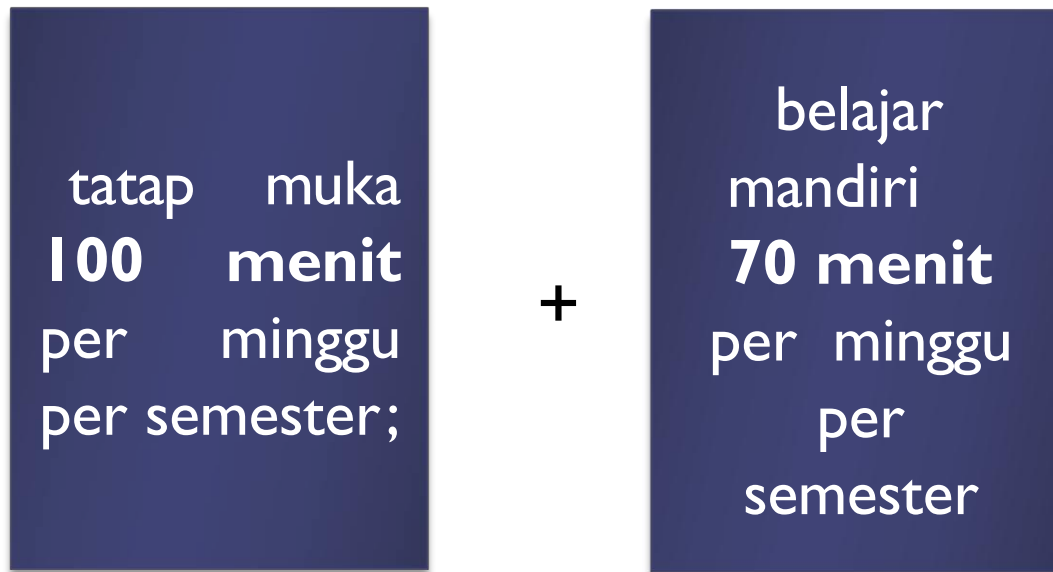 tatap muka
100 menit
per minggu
per semester;
+
belajar
mandiri
70 menit
per minggu
per
semester